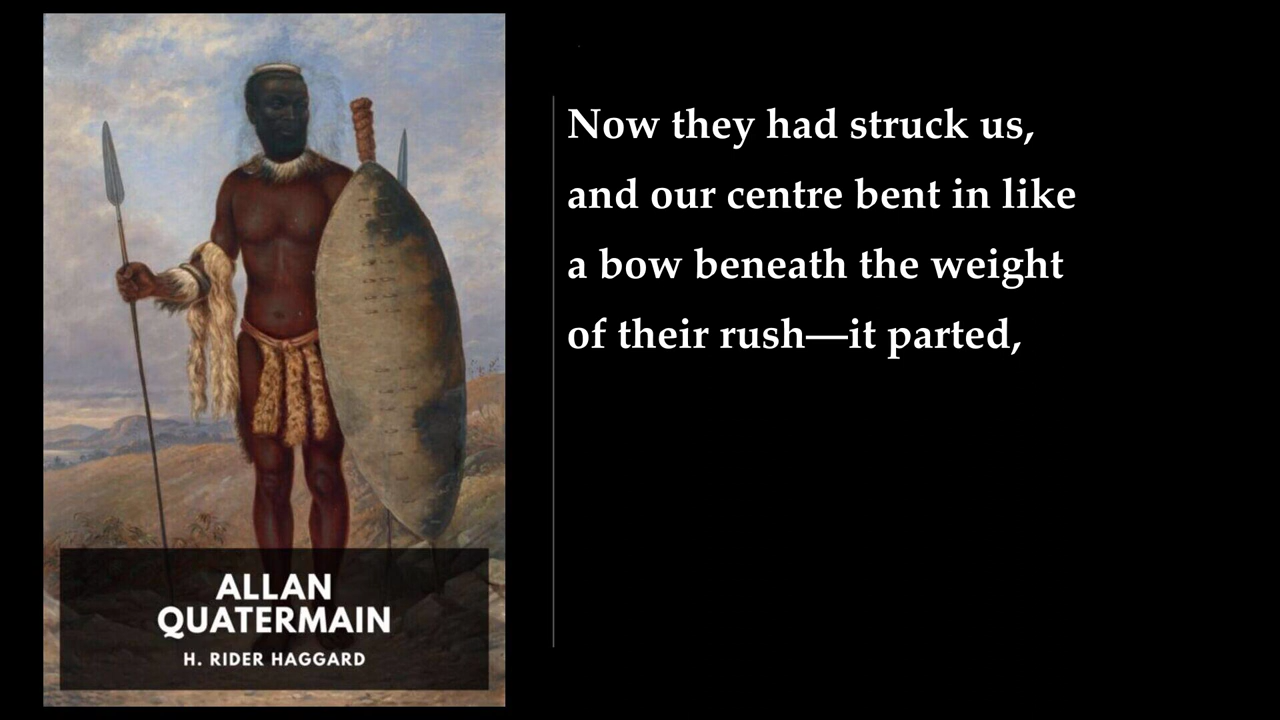 Now they had struck us,
and our centre bent in like
a bow beneath the weight
of their rush—it parted,
ALLAN
QUATERMAIN
H. RIDER HAGGARD